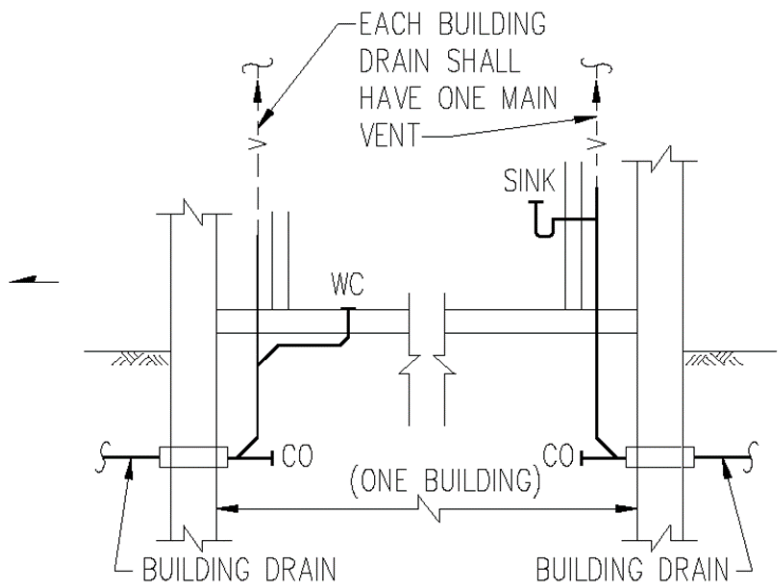 EACH BUILDING
DRAIN SHALL
HAVE ONE MAIN
VENT
V
V
SINK
WC
CO
CO
(ONE BUILDING)
BUILDING DRAIN
BUILDING DRAIN